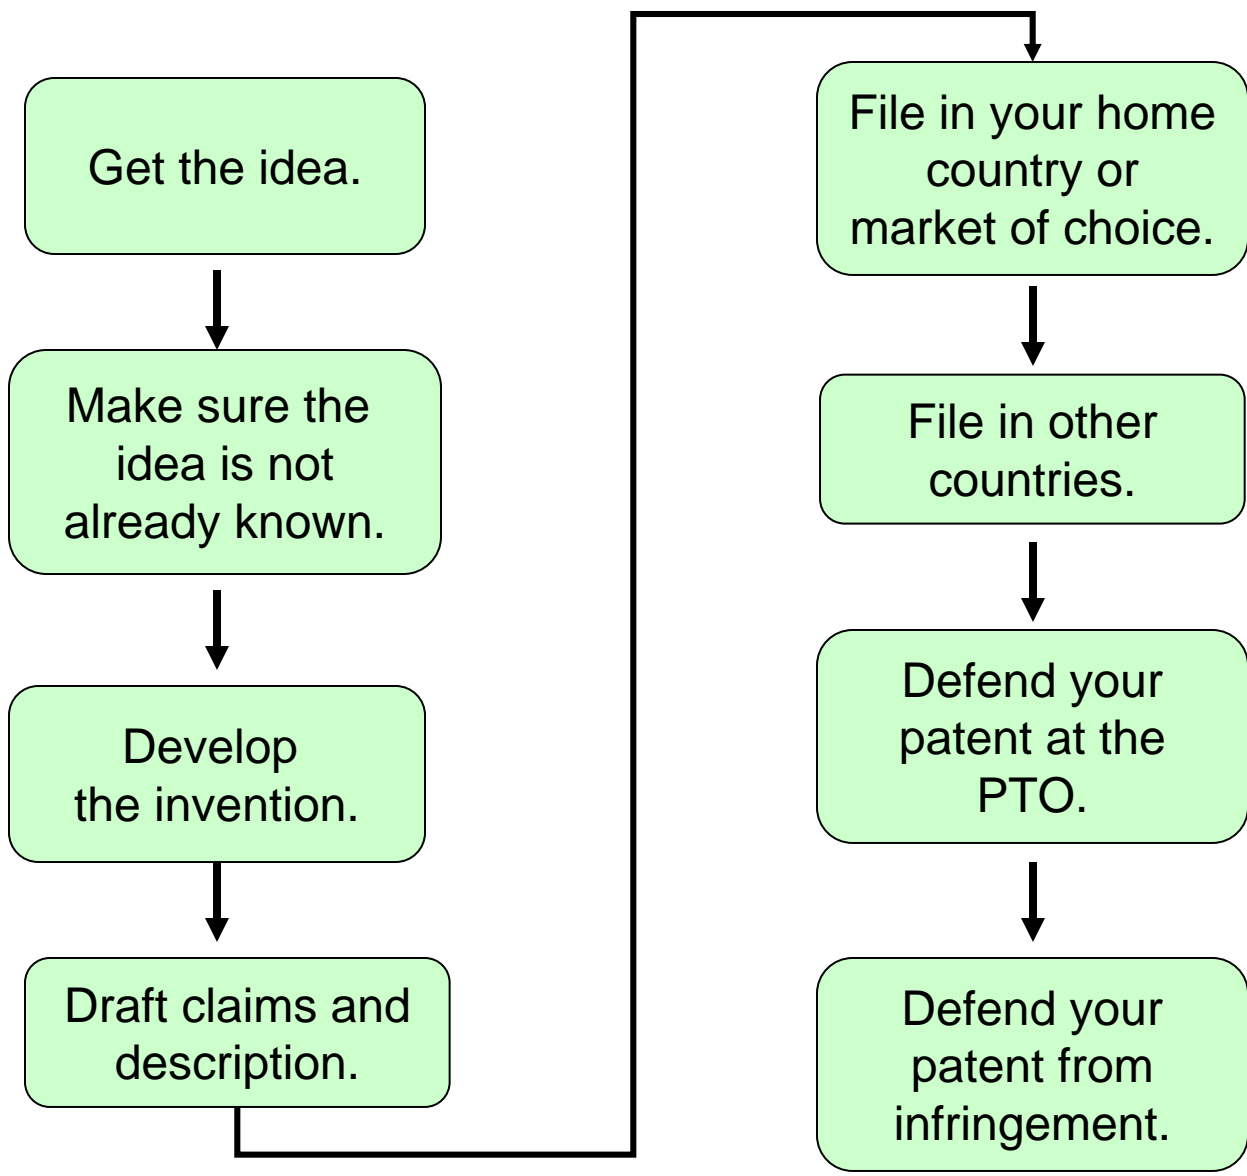 Get the idea.
Make sure the
idea is not
already known.
Develop
the invention.
Draft claims and
description.
File in your home
country or
market of choice.
File in other
countries.
Defend your
patent at the
PTO.
Defend your
patent from
infringement.